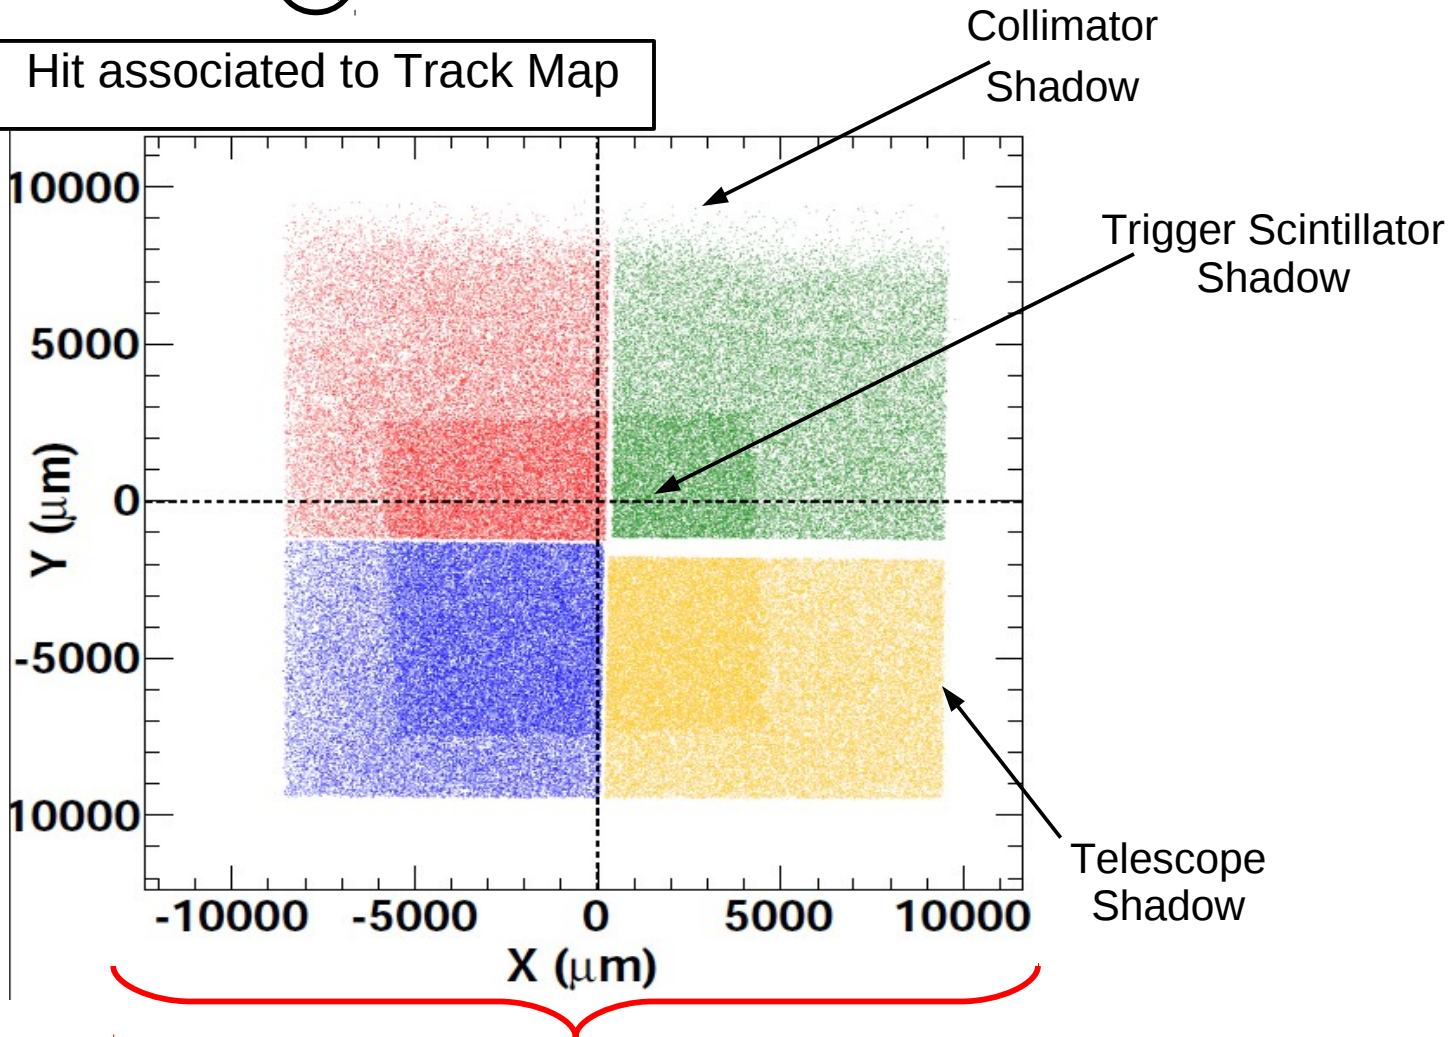 Collimator
Shadow
Hit associated to Track Map
Trigger Scintillator
Shadow
10000
5000
0
-5000
10000
Y (μm)
-10000 -5000 0 5000 10000
X (μm)
Telescope
Shadow